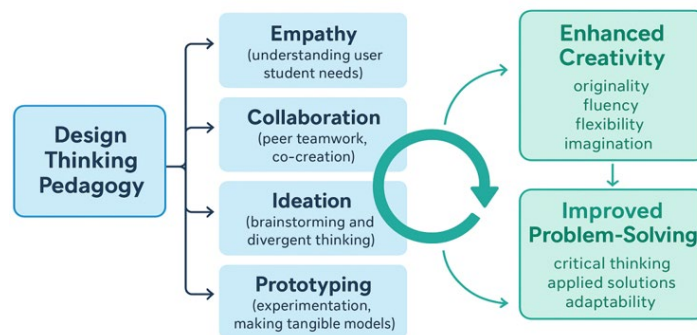 Design
Thinking
Pedagogy
Empathy
(understanding user
student needs)
Collaboration
(peer teamwork,
co-creation)
Ideation
(brainstorming and
divergent thinking)
Prototyping
(experimentation,
making tangible models)
Enhanced
Creativity
originality
fluency
flexibility
imagination
Improved
Problem-Solving
critical thinking
applied solutions
adaptability